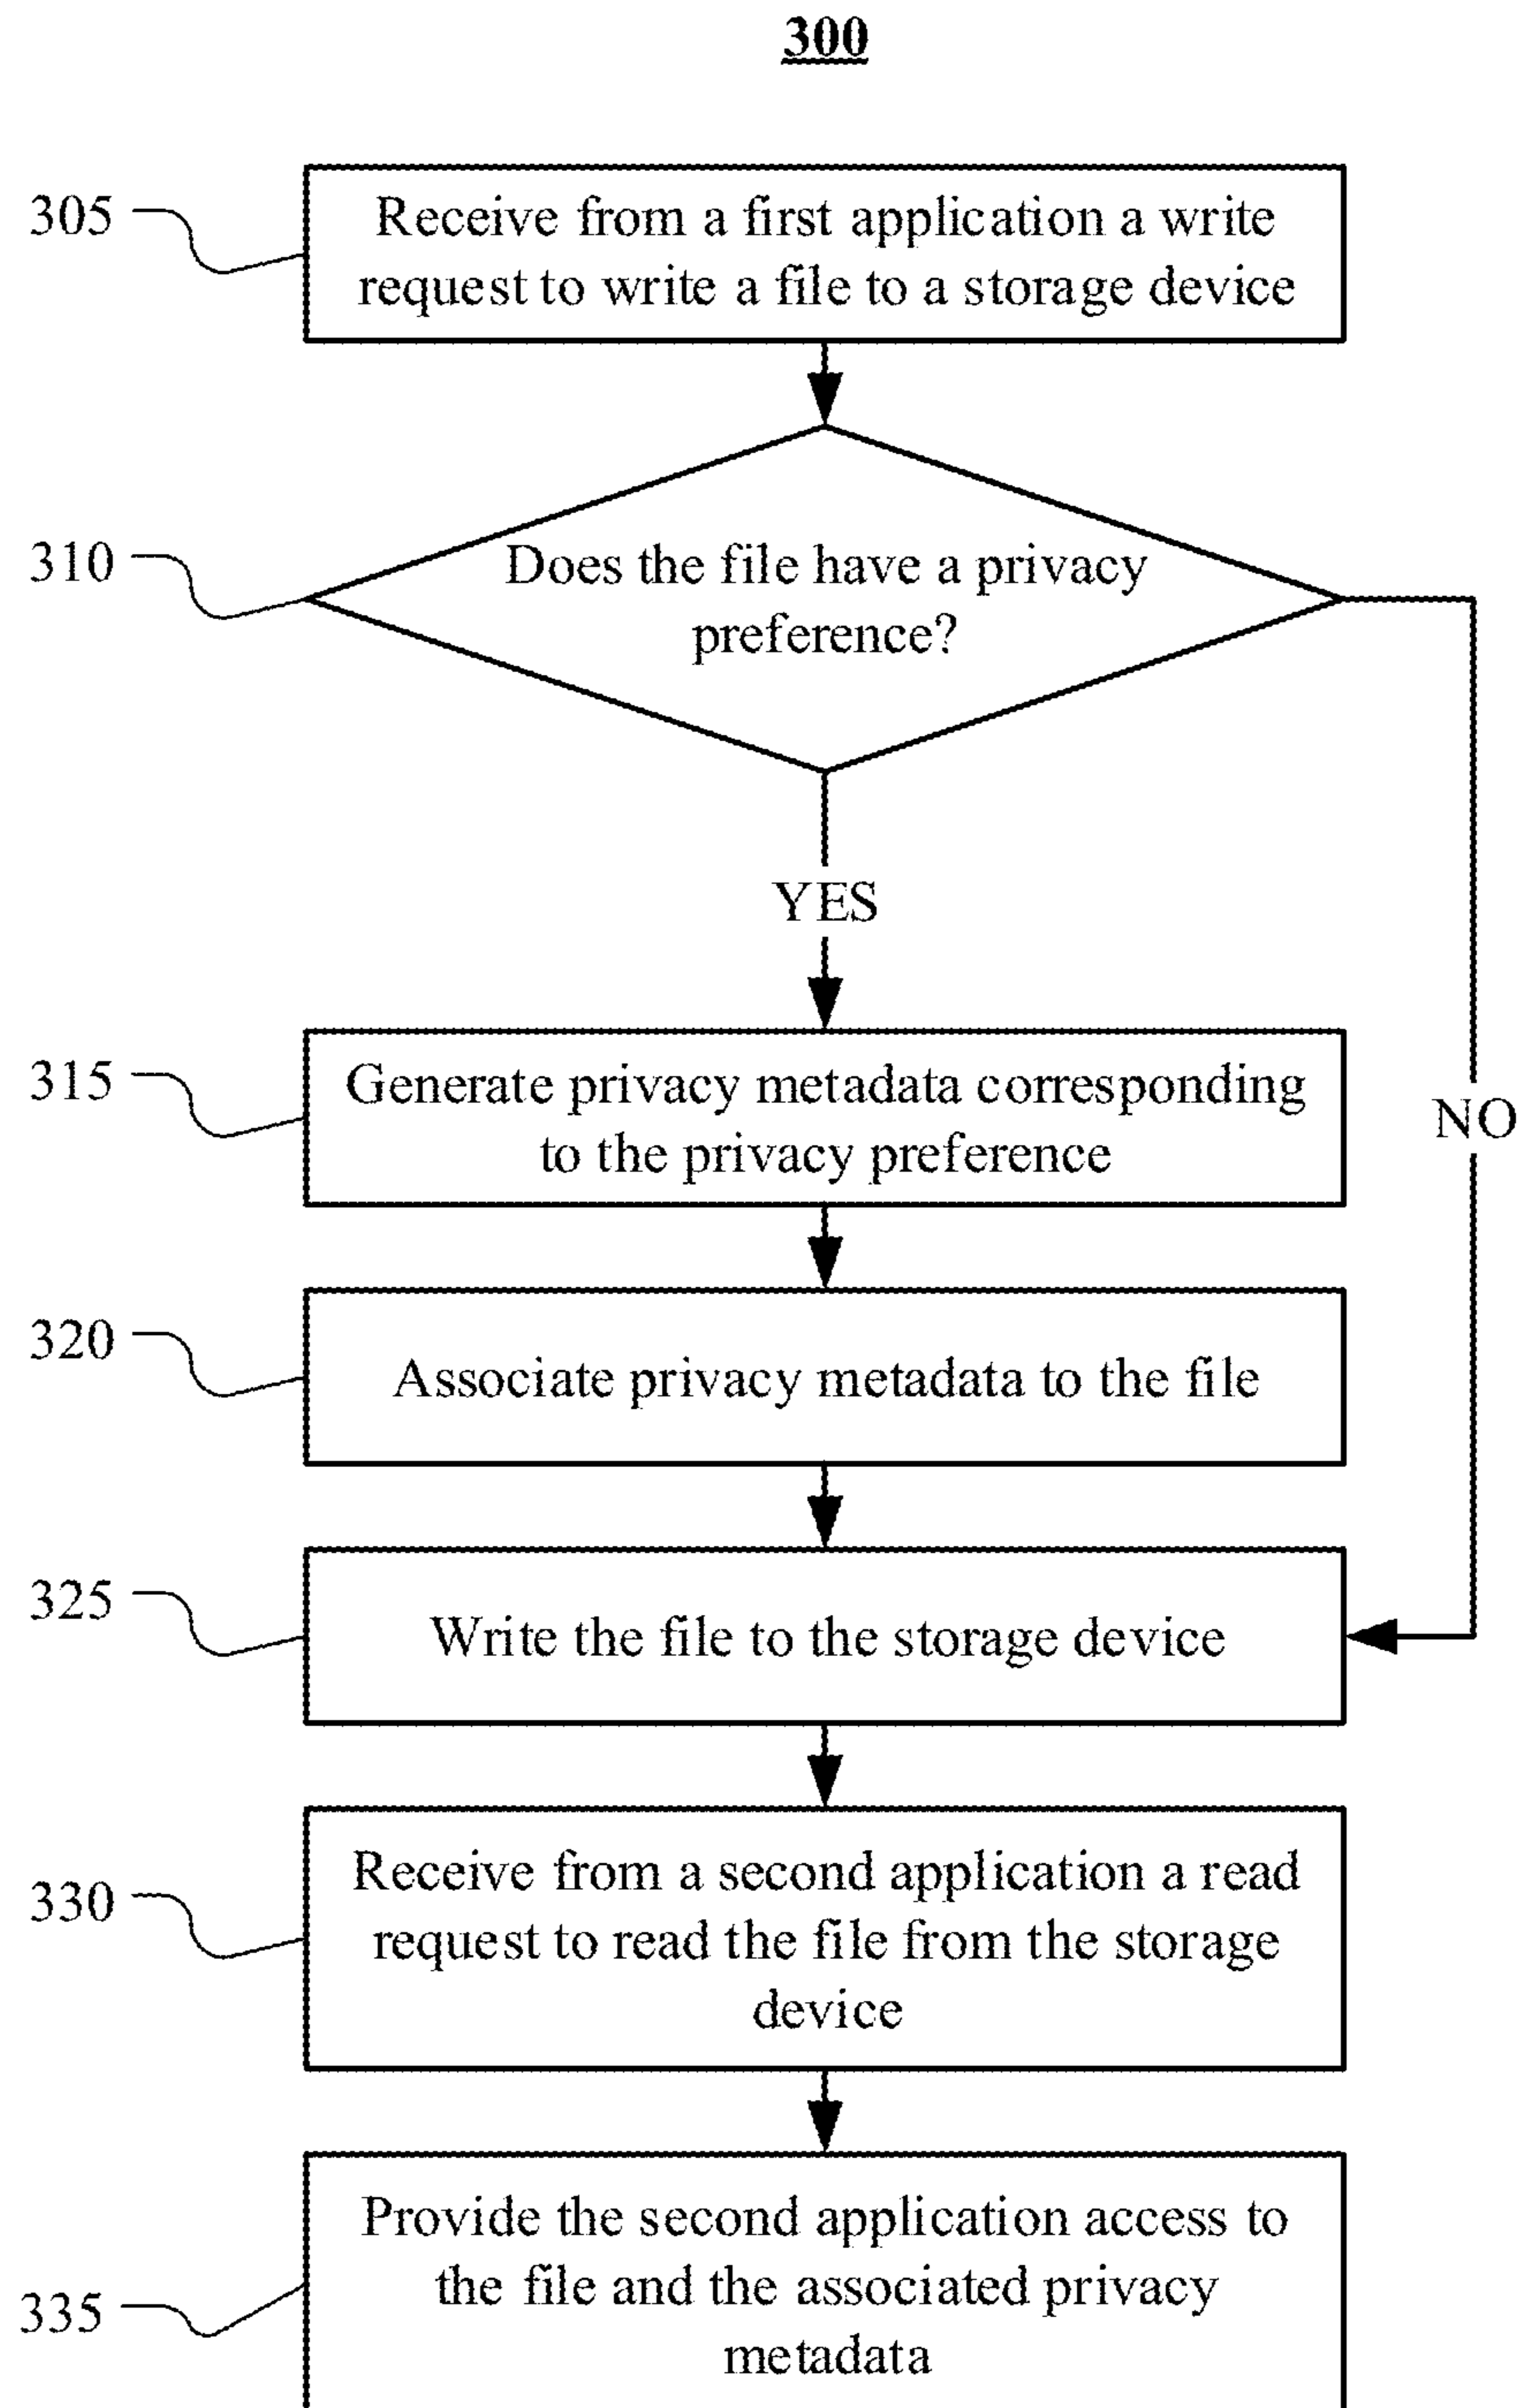 300
305
Receive from a first application a write
request to write a file to a storage device
310
Does the file have a privacy
preference?
YES
315
Generate privacy metadata corresponding
to the privacy preference
NO
320
Associate privacy metadata to the file
325
Write the file to the storage device
330
Receive from a second application a read
request to read the file from the storage
device
335
Provide the second application access to
the file and the associated privacy
metadata